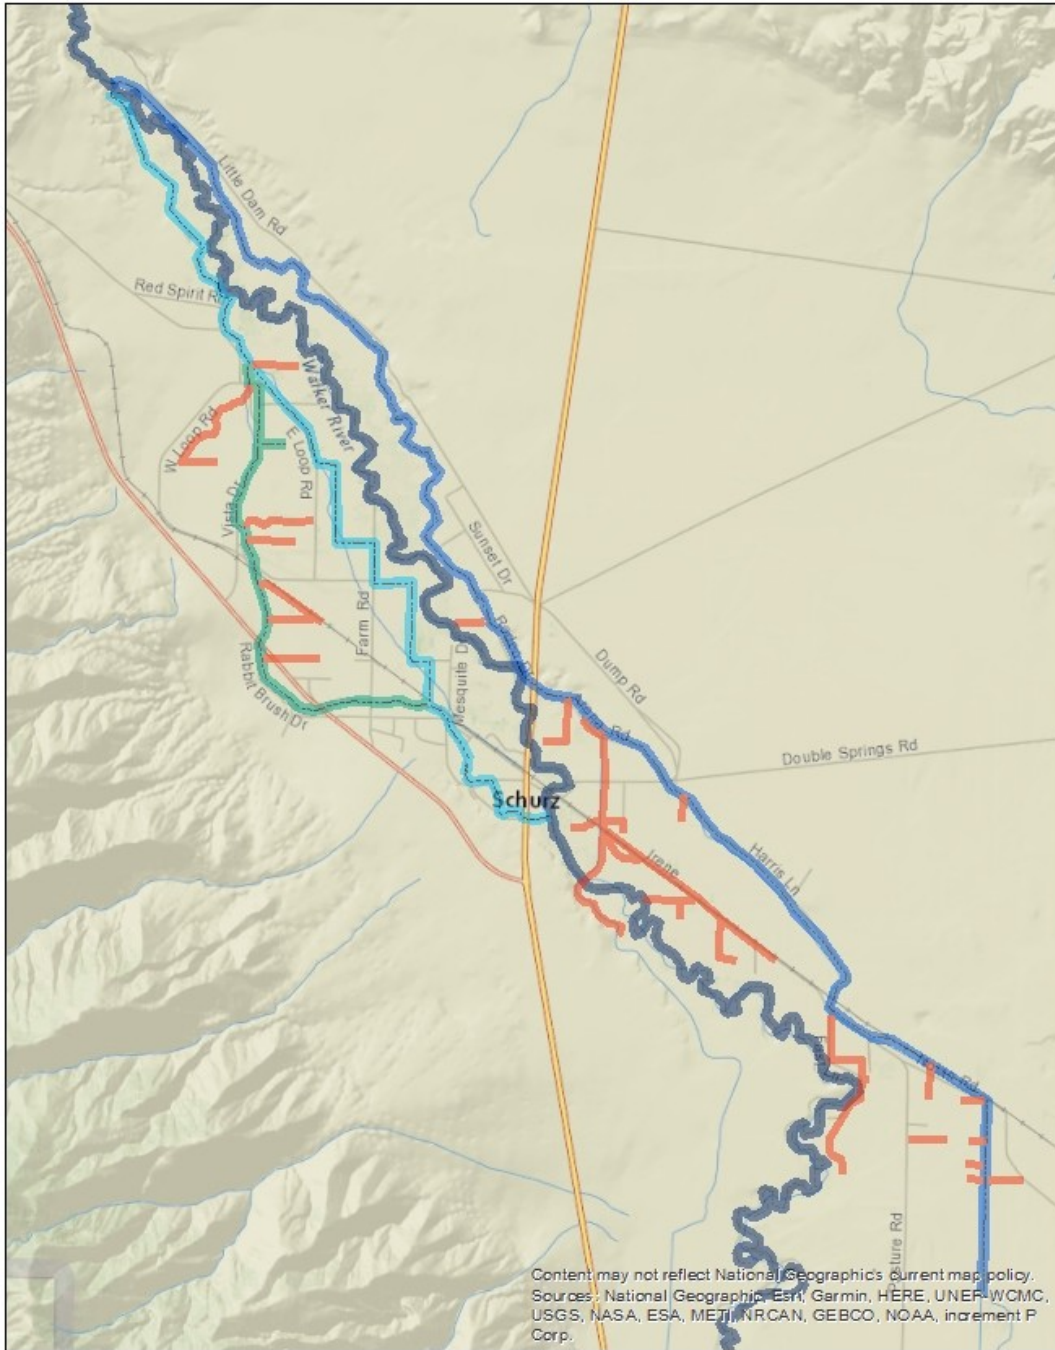 Little Dam Rd
Red Spirit R
Walker River
W Loop Rd
E Loop Rd
Vista Dr
Sunset Dr
Farm Rd
Mesquite D
Dump Rd
Rabbit Brush Dr
Rd
Double Springs Rd
Schurz
Irene
Harris Ln
Rd
Rd
Content may not reflect National Geographic's current map policy.
Sources: National Geographic, Esri, Garmin, HERE, UNEP-WCMC,
USGS, NASA, ESA, METI, NRCAN, GEBCO, NOAA, increment P
Corp.